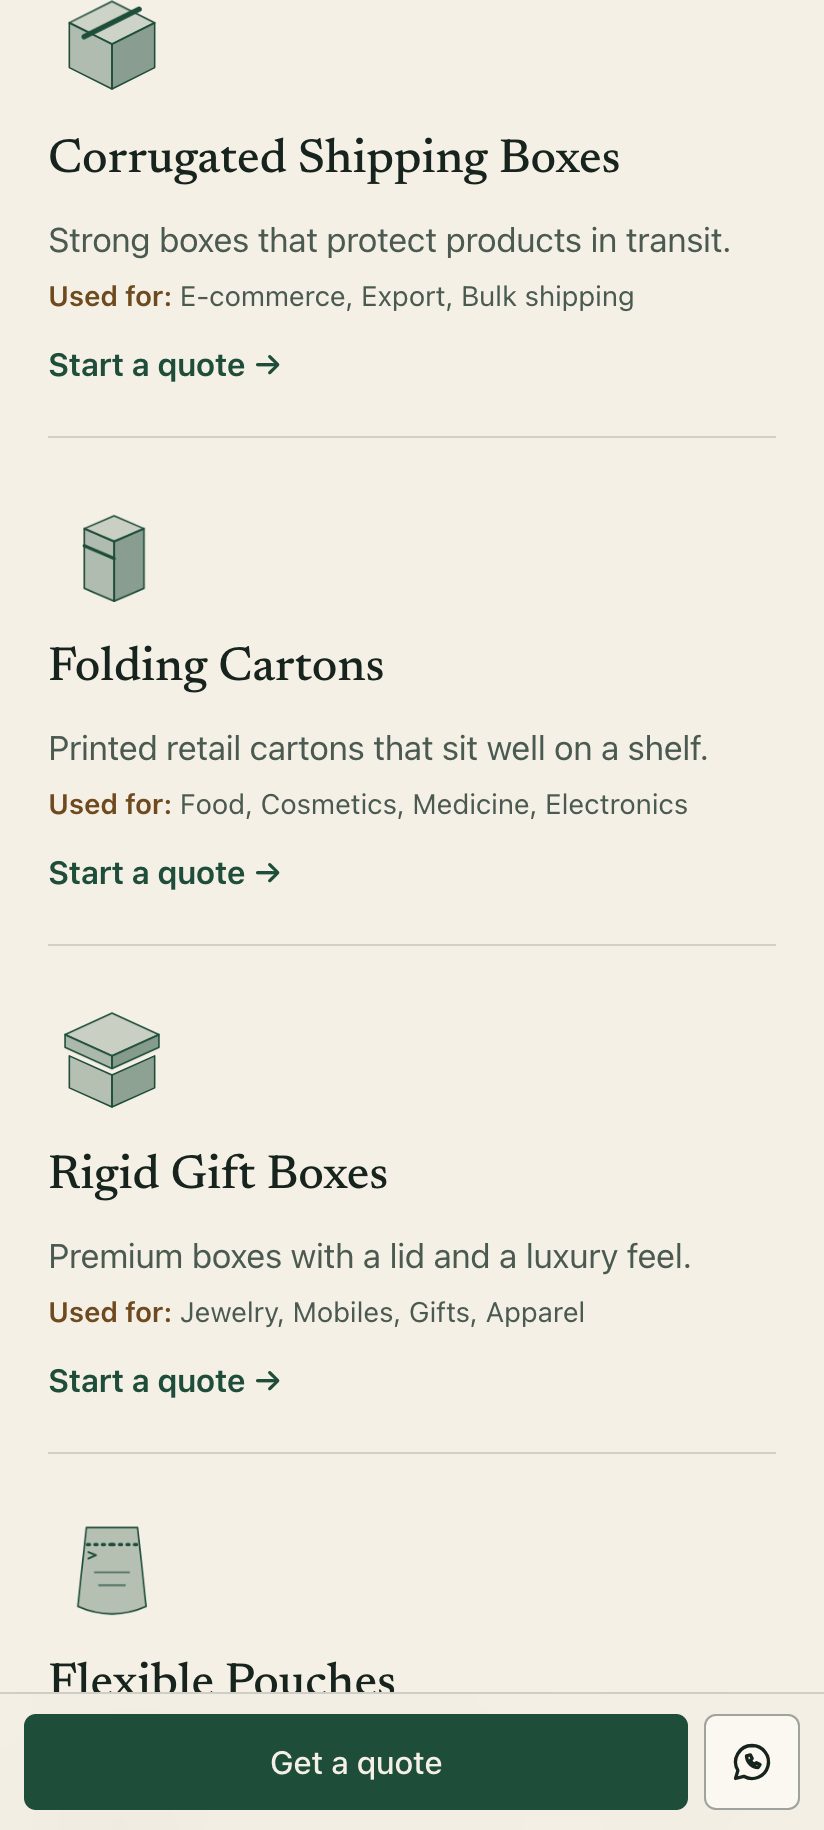 Corrugated Shipping Boxes
Strong boxes that protect products in transit.
Used for: E-commerce, Export, Bulk shipping
Start a quote →
Folding Cartons
Printed retail cartons that sit well on a shelf.
Used for: Food, Cosmetics, Medicine, Electronics
Start a quote →
Rigid Gift Boxes
Premium boxes with a lid and a luxury feel.
Used for: Jewelry, Mobiles, Gifts, Apparel
Start a quote →
Flexible Pouches
Get a quote